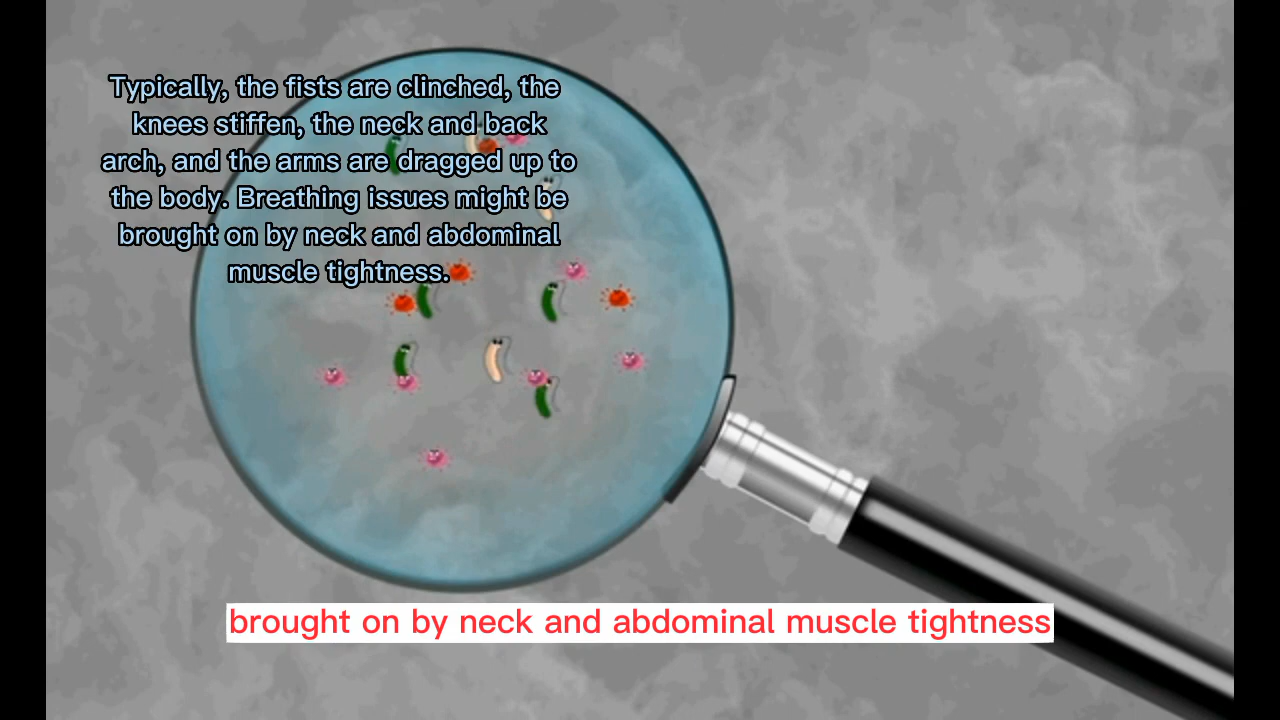 Typically, the fists are clinched, the
knees stiffen, the neck and back
arch, and the arms are dragged up to
the body. Breathing issues might be
brought on by neck and abdominal
muscle tightness.
brought on by neck and abdominal muscle tightness